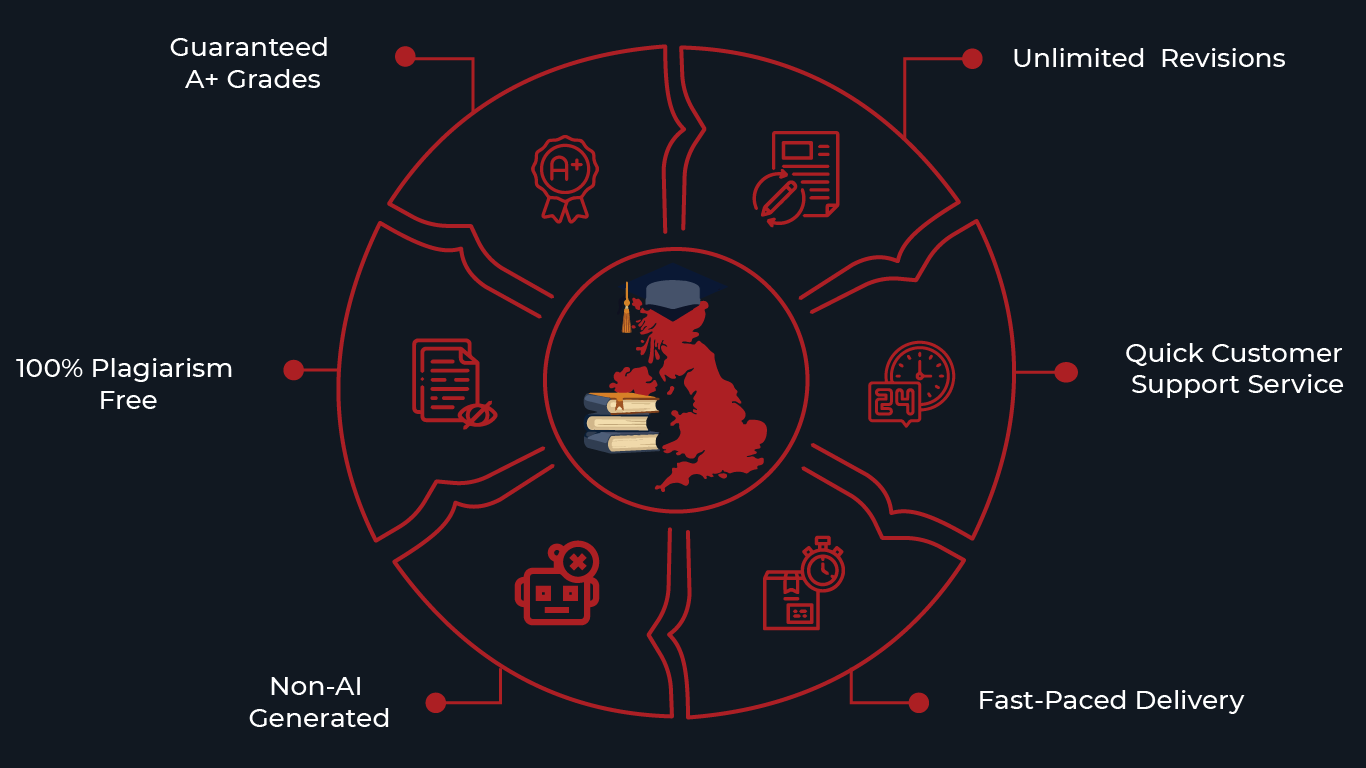 Guaranteed
A+ Grades
Unlimited  Revisions
A+
100% Plagiarism
Free
Quick Customer
Support Service
24
Non-AI
Generated
Fast-Paced Delivery